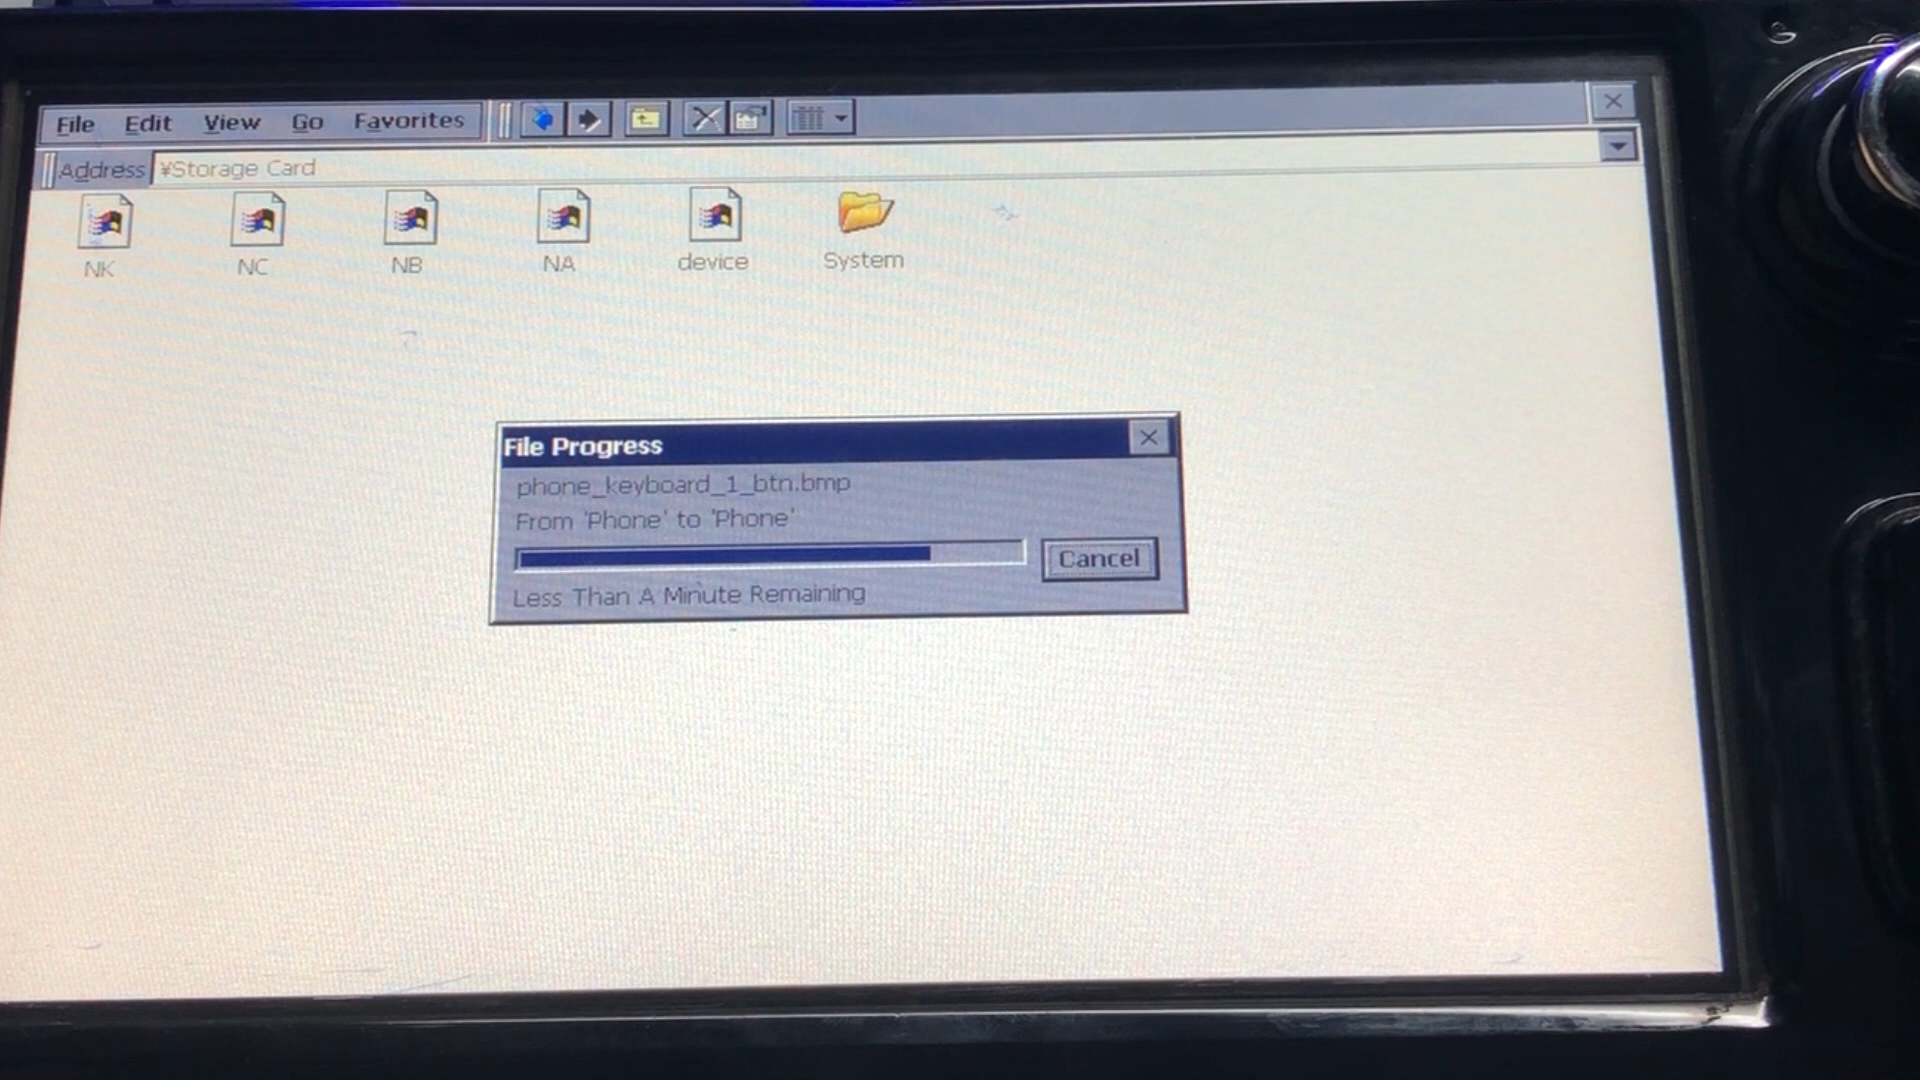 File Edit View Go Favorites
Address ¥Storage Card
NK NC NB NA device System
File Progress
phone_keyboard_1_btn.bmp
From 'Phone' to 'Phone'
Cancel
Less Than A Minute Remaining